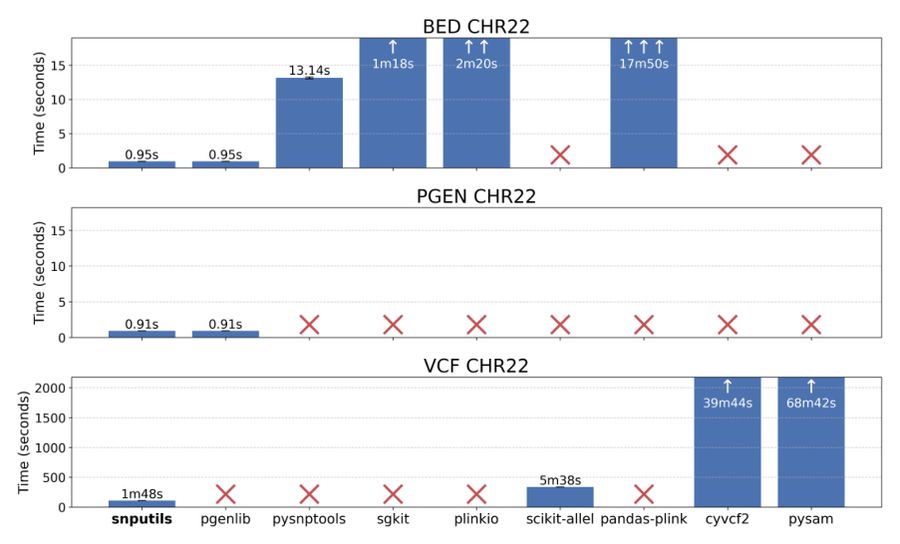 BED CHR22
Time (seconds)
15
10
5
0
0.95s
0.95s
13.14s
↑
1m18s
↑ ↑
2m20s
↑ ↑ ↑
17m50s
PGEN CHR22
Time (seconds)
15
10
5
0
0.91s
0.91s
VCF CHR22
Time (seconds)
2000
1500
1000
500
0
1m48s
5m38s
↑
39m44s
↑
68m42s
snputils pgenlib pysnptools sgkit plinkio scikit-allel pandas-plink cyvcf2 pysam